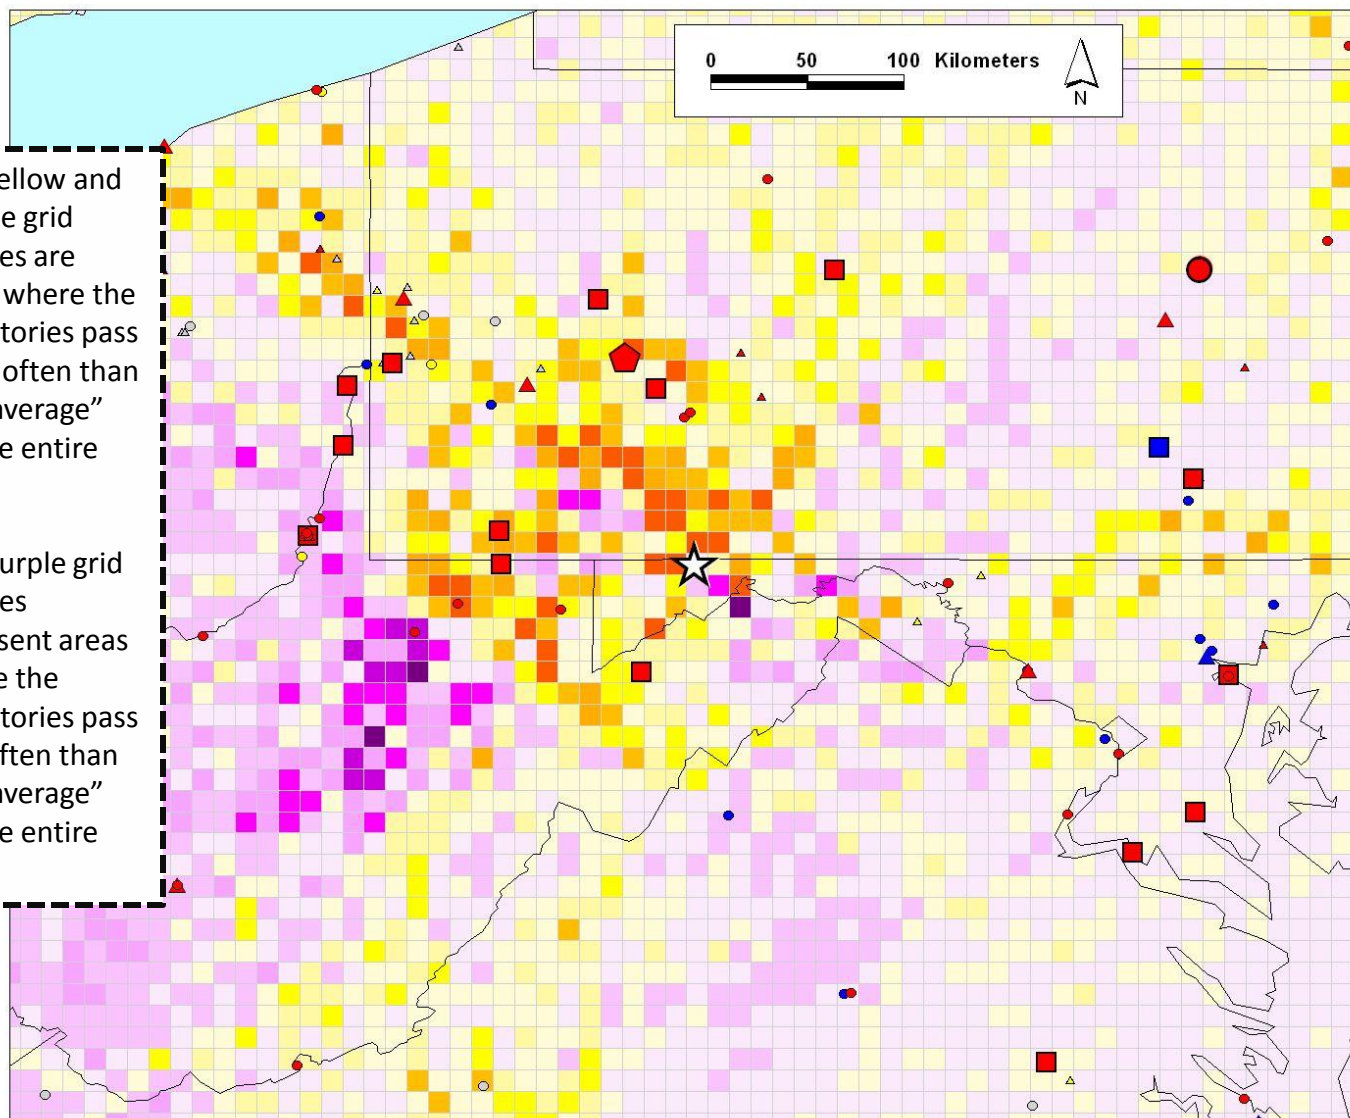 0 50 100 Kilometers
N
ellow and
e grid
es are
where the
tories pass
often than
average”
e entire
urple grid
es
sent areas
e the
tories pass
ften than
average”
e entire